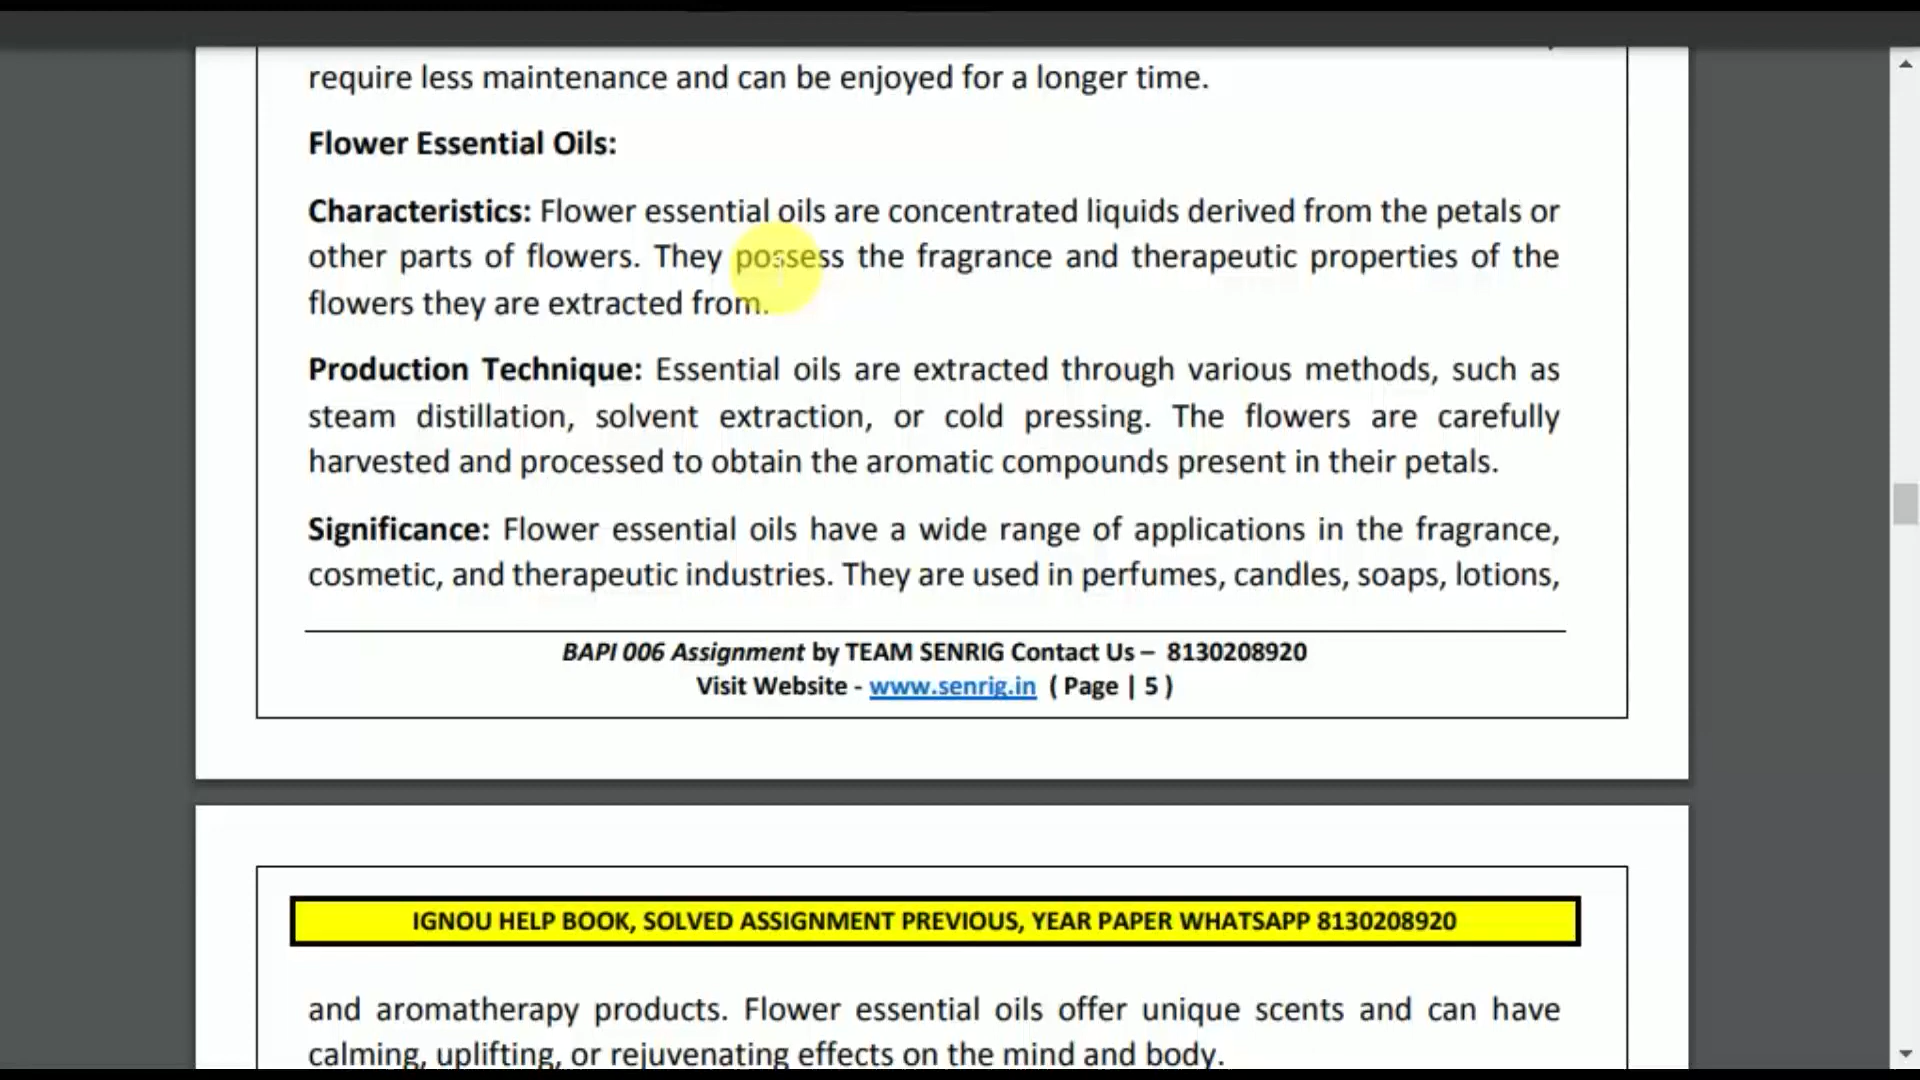 require less maintenance and can be enjoyed for a longer time.
Flower Essential Oils:
Characteristics: Flower essential oils are concentrated liquids derived from the petals or
other parts of flowers. They possess the fragrance and therapeutic properties of the
flowers they are extracted from.
Production Technique: Essential oils are extracted through various methods, such as
steam distillation, solvent extraction, or cold pressing. The flowers are carefully
harvested and processed to obtain the aromatic compounds present in their petals.
Significance: Flower essential oils have a wide range of applications in the fragrance,
cosmetic, and therapeutic industries. They are used in perfumes, candles, soaps, lotions,
BAPI 006 Assignment by TEAM SENRIG Contact Us – 8130208920
Visit Website - www.senrig.in ( Page | 5 )
IGNOU HELP BOOK, SOLVED ASSIGNMENT PREVIOUS, YEAR PAPER WHATSAPP 8130208920
and aromatherapy products. Flower essential oils offer unique scents and can have
calming, uplifting, or rejuvenating effects on the mind and body.